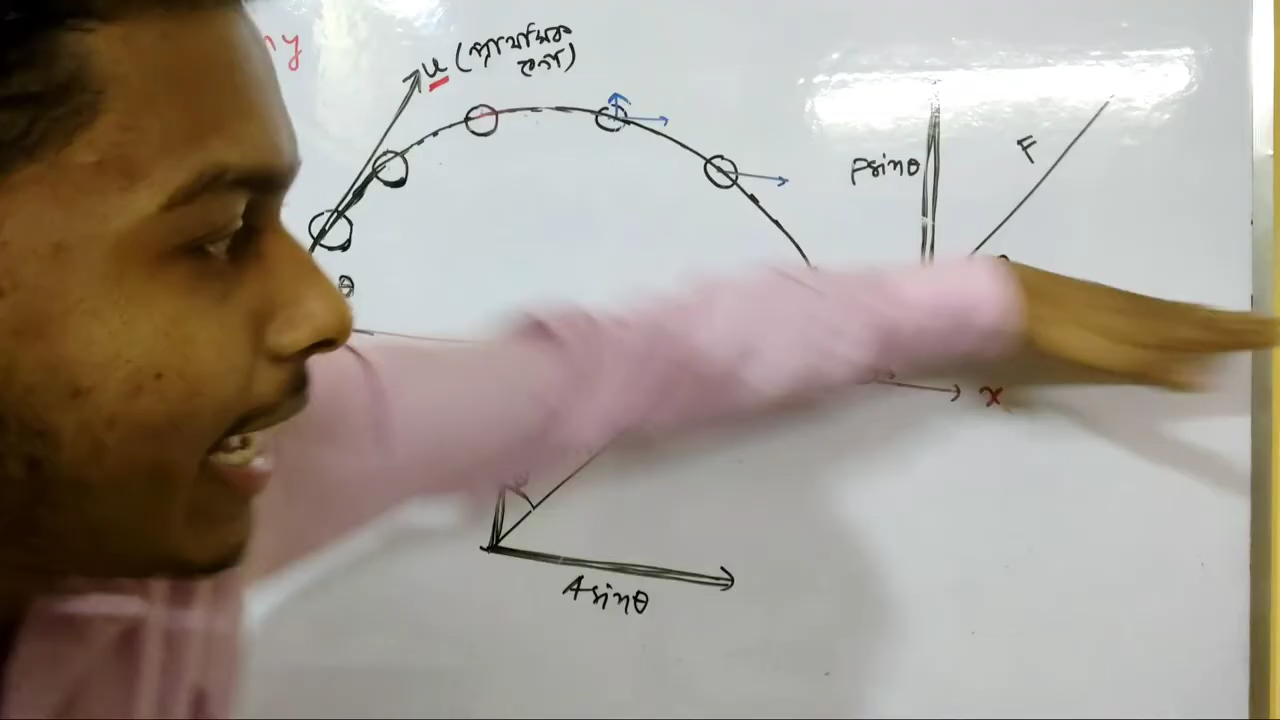 y
u (প্রাথমিক
বেগ)
F
Fsinθ
θ
x
Asinθ